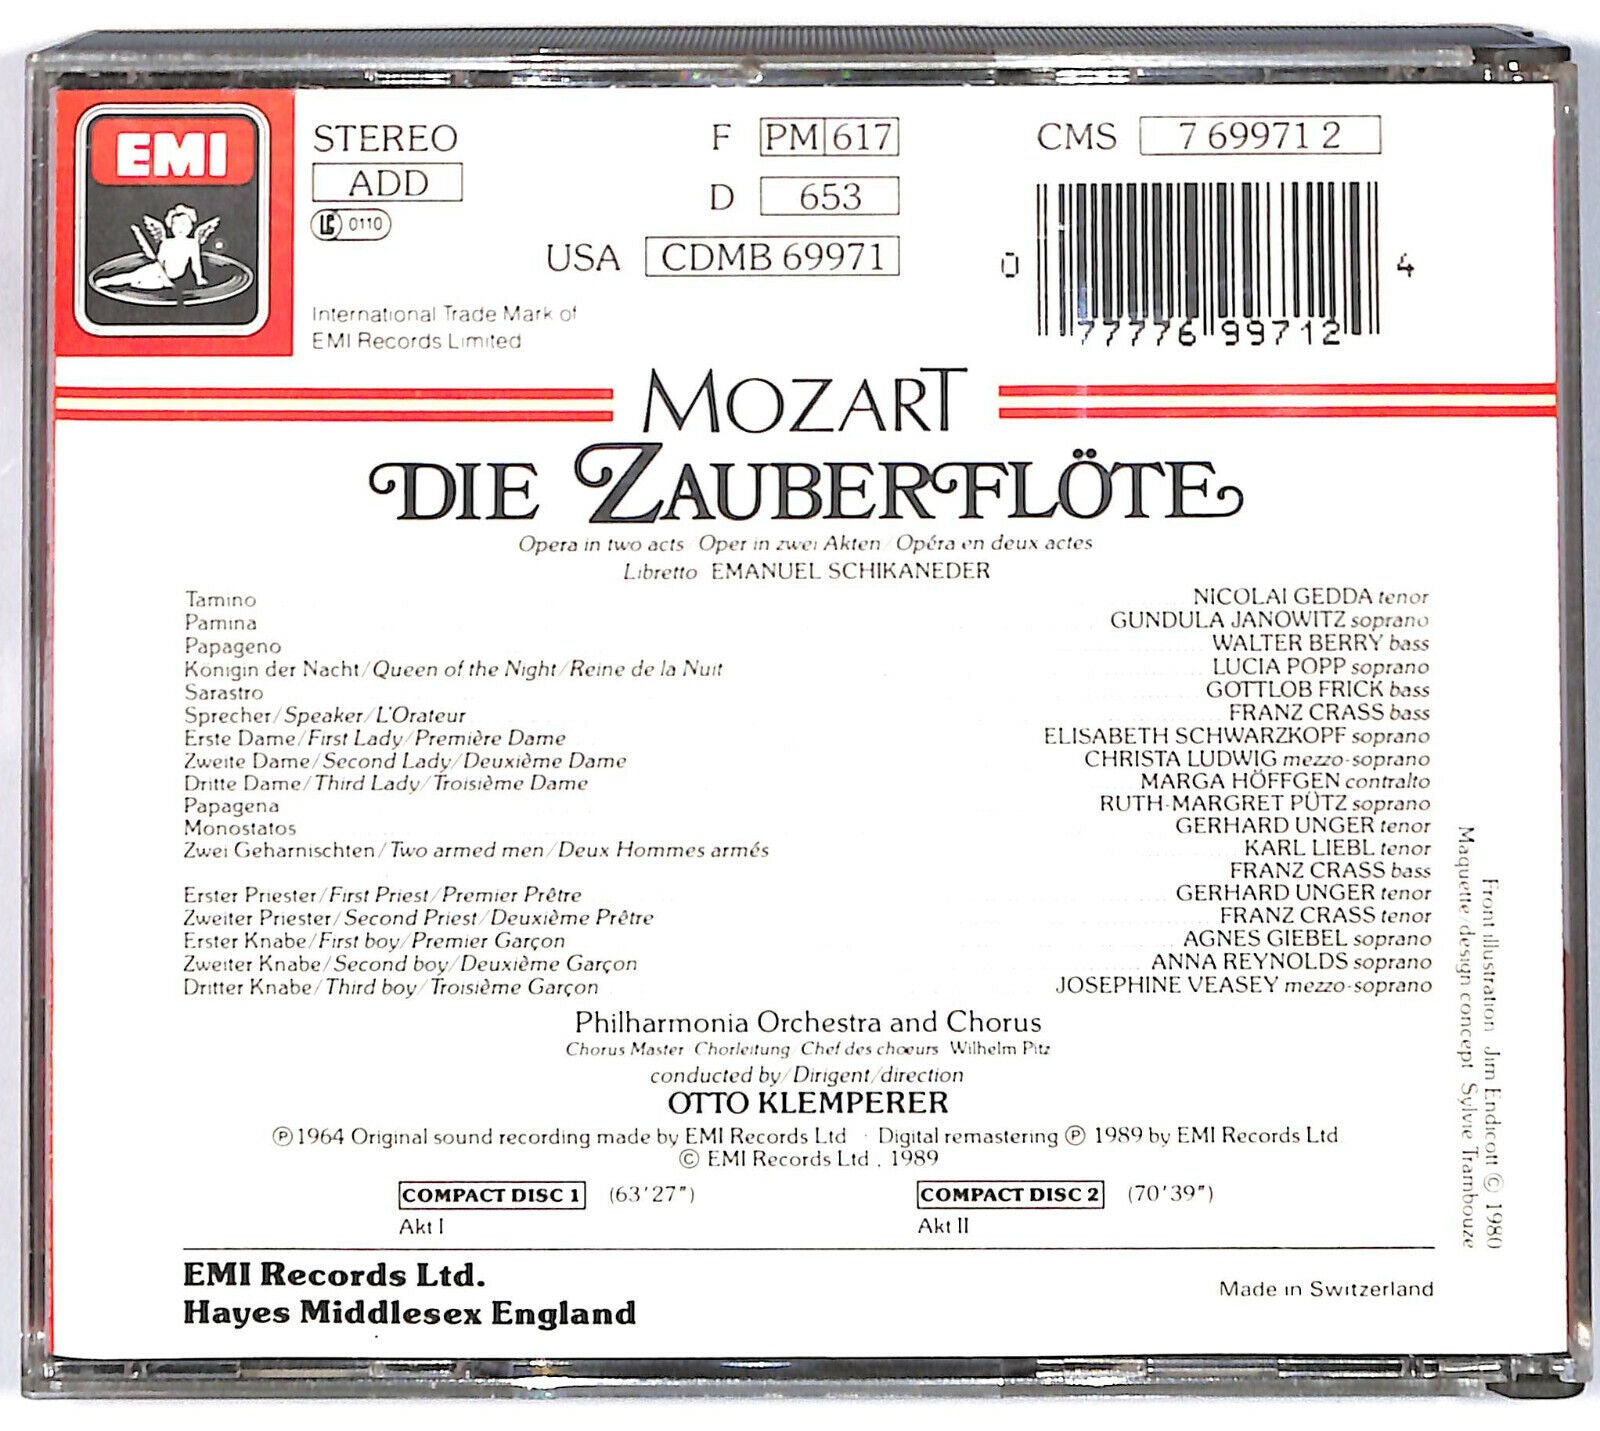 EMI
STEREO
ADD
LC 0110
International Trade Mark of
EMI Records Limited
F PM 617
D 653
USA CDMB 69971
CMS 7 69971 2
0 77776 99712 4
MOZART
DIE ZAUBERFLÖTE
Opera in two acts/Oper in zwei Akten/Opéra en deux actes
Libretto EMANUEL SCHIKANEDER
Tamino NICOLAI GEDDA tenor
Pamina GUNDULA JANOWITZ soprano
Papageno WALTER BERRY bass
Königin der Nacht/Queen of the Night/Reine de la Nuit LUCIA POPP soprano
Sarastro GOTTLOB FRICK bass
Sprecher/Speaker/L'Orateur FRANZ CRASS bass
Erste Dame/First Lady/Première Dame ELISABETH SCHWARZKOPF soprano
Zweite Dame/Second Lady/Deuxième Dame CHRISTA LUDWIG mezzo-soprano
Dritte Dame/Third Lady/Troisième Dame MARGA HÖFFGEN contralto
Papagena RUTH-MARGRET PÜTZ soprano
Monostatos GERHARD UNGER tenor
Zwei Geharnischten/Two armed men/Deux Hommes armés KARL LIEBL tenor
FRANZ CRASS bass
Erster Priester/First Priest/Premier Prêtre GERHARD UNGER tenor
Zweiter Priester/Second Priest/Deuxième Prêtre FRANZ CRASS tenor
Erster Knabe/First boy/Premier Garçon AGNES GIEBEL soprano
Zweiter Knabe/Second boy/Deuxième Garçon ANNA REYNOLDS soprano
Dritter Knabe/Third boy/Troisième Garçon JOSEPHINE VEASEY mezzo-soprano
Philharmonia Orchestra and Chorus
Chorus Master/Chorleitung/Chef des chœurs Wilhelm Pitz
conducted by/Dirigent/direction
OTTO KLEMPERER
℗ 1964 Original sound recording made by EMI Records Ltd · Digital remastering ℗ 1989 by EMI Records Ltd
© EMI Records Ltd., 1989
COMPACT DISC 1 (63'27")
Akt I
COMPACT DISC 2 (70'39")
Akt II
EMI Records Ltd.
Hayes Middlesex England
Made in Switzerland
Front illustration Jim Endicott © 1980
Maquette/design concept Sylvie Trambouze